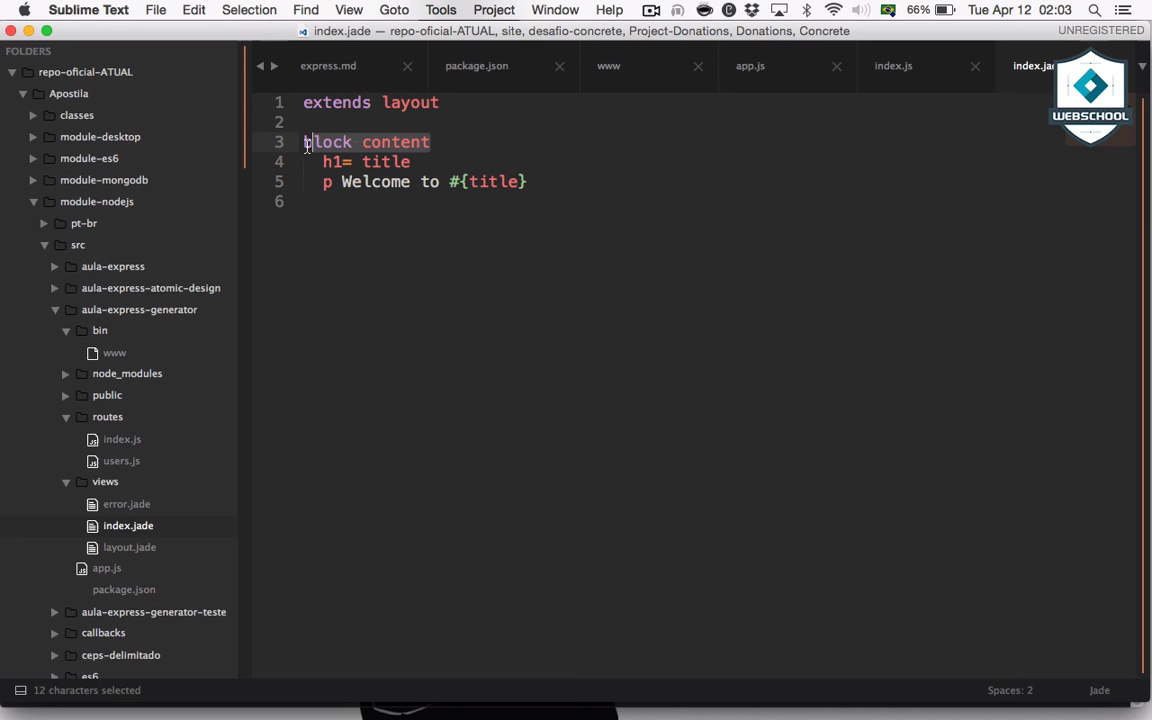 Sublime Text File Edit Selection Find View Goto Tools Project Window Help 66% Tue Apr 12 02:03
index.jade — repo-oficial-ATUAL, site, desafio-concrete, Project-Donations, Donations, Concrete UNREGISTERED
FOLDERS
repo-oficial-ATUAL
Apostila
classes
module-desktop
module-es6
module-mongodb
module-nodejs
pt-br
src
aula-express
aula-express-atomic-design
aula-express-generator
bin
www
node_modules
public
routes
index.js
users.js
views
error.jade
index.jade
layout.jade
app.js
package.json
aula-express-generator-teste
callbacks
ceps-delimitado
es6
express.md package.json www app.js index.js
WEBSCHOOL
1 extends layout
2
3 block content
4 h1= title
5 p Welcome to #{title}
6
12 characters selected Spaces: 2 Jade